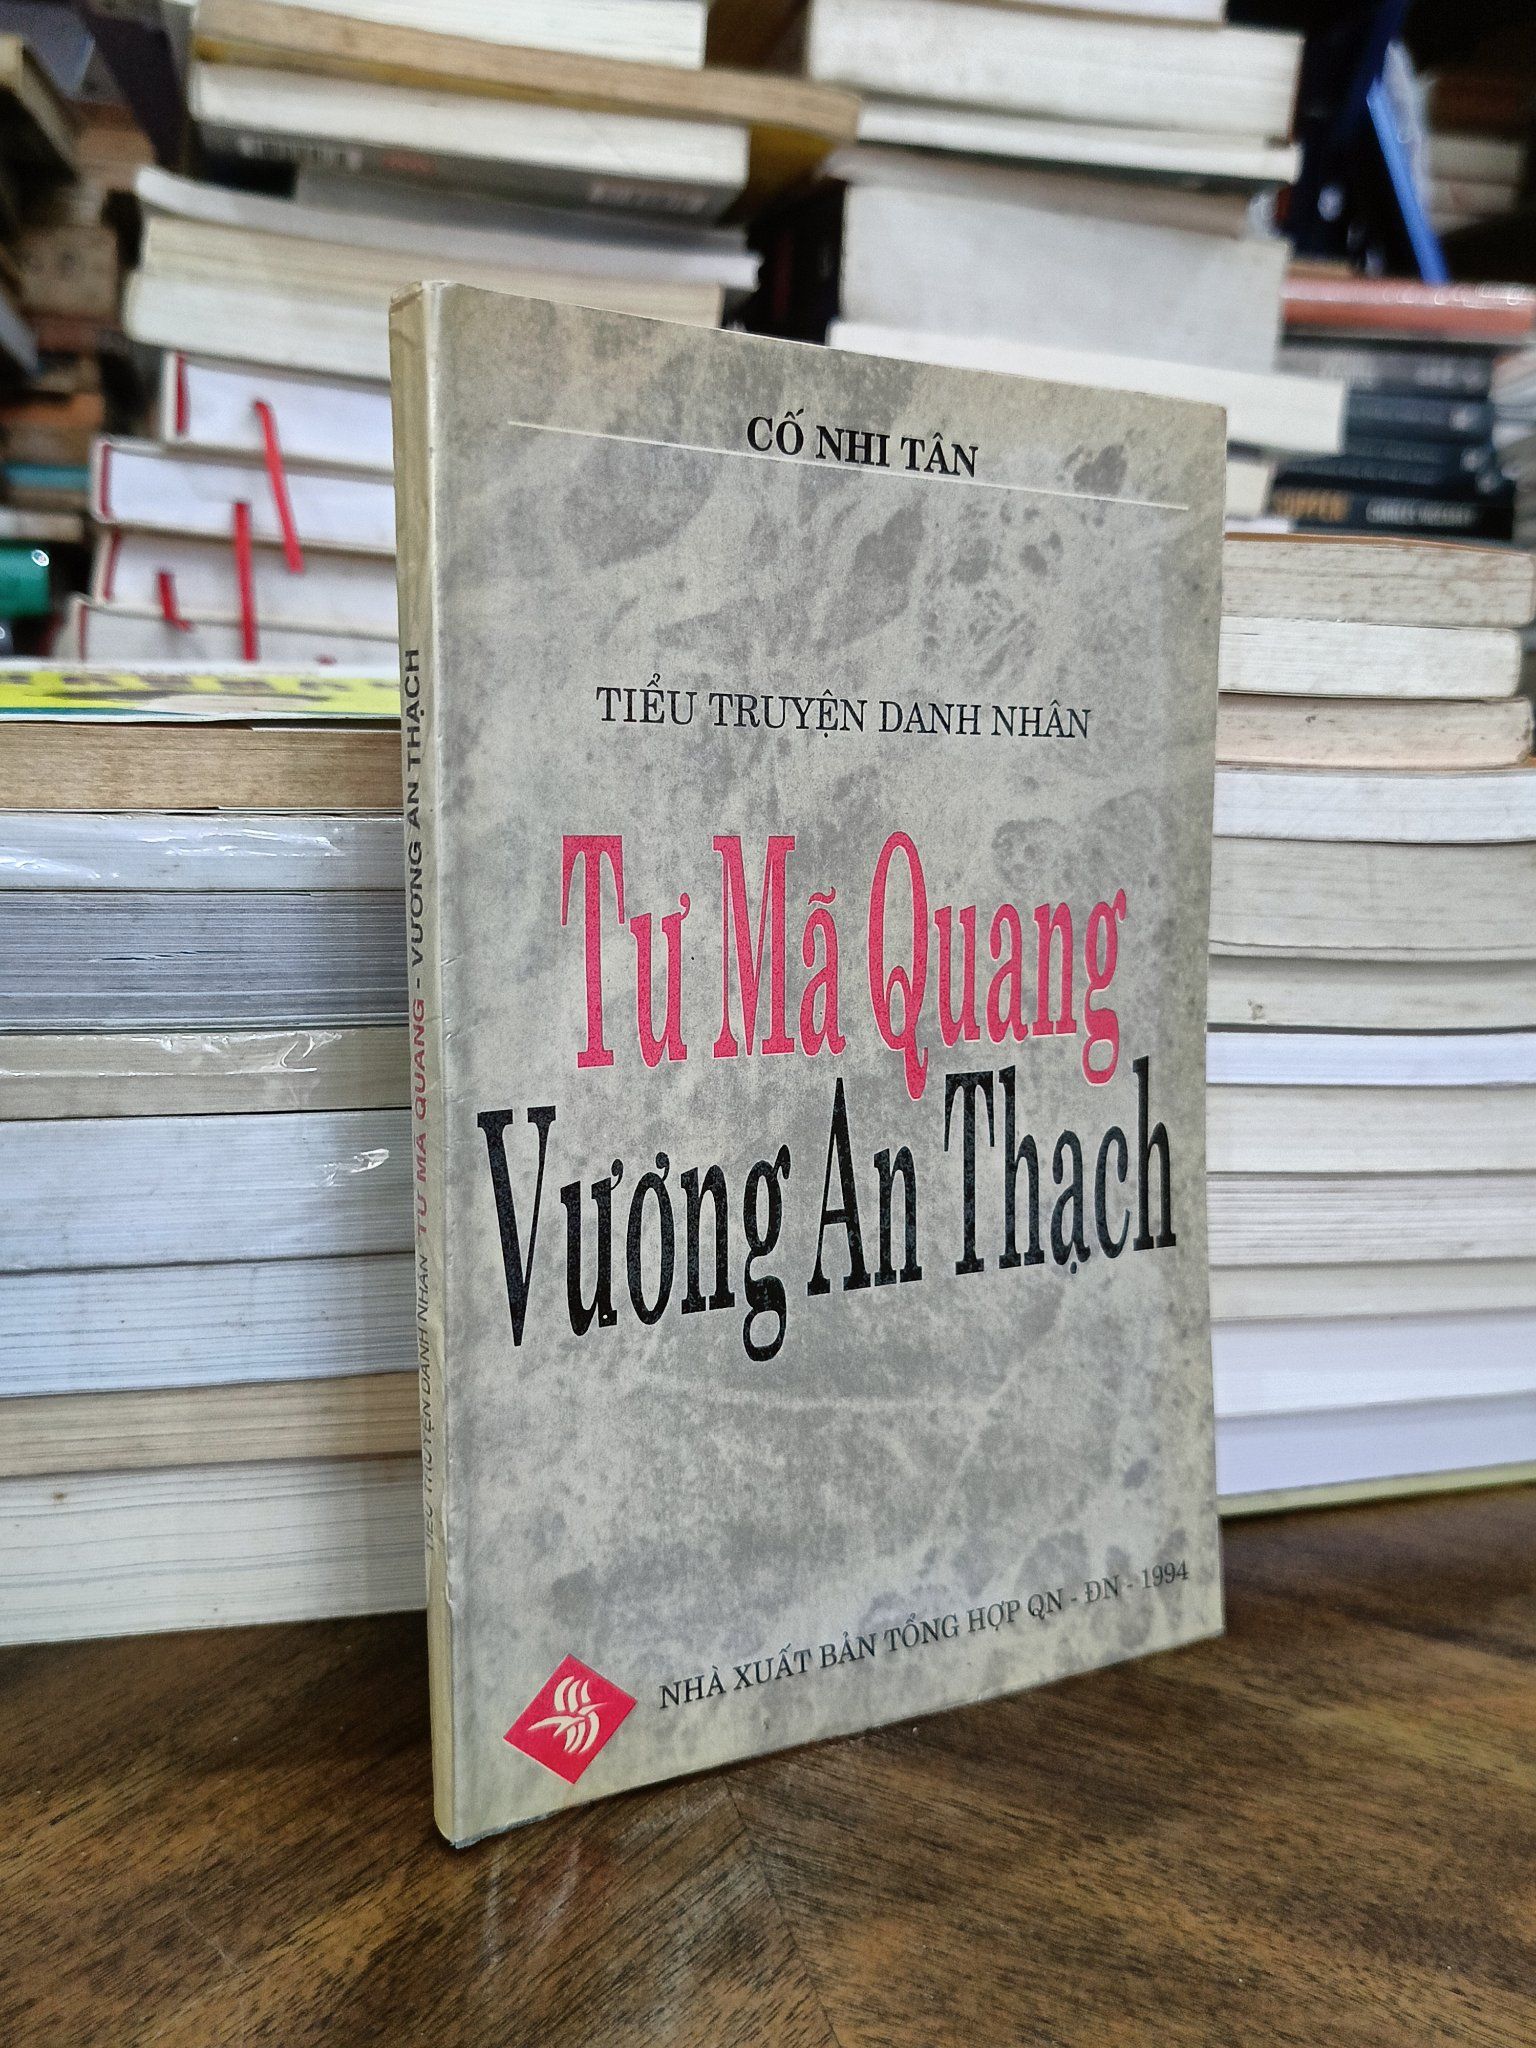 CỐ NHI TÂN
TIỂU TRUYỆN DANH NHÂN
Tư Mã Quang
Vương An Thạch
NHÀ XUẤT BẢN TỔNG HỢP QN - ĐN - 1994
TIỂU TRUYỆN DANH NHÂN TƯ MÃ QUANG - VƯƠNG AN THẠCH